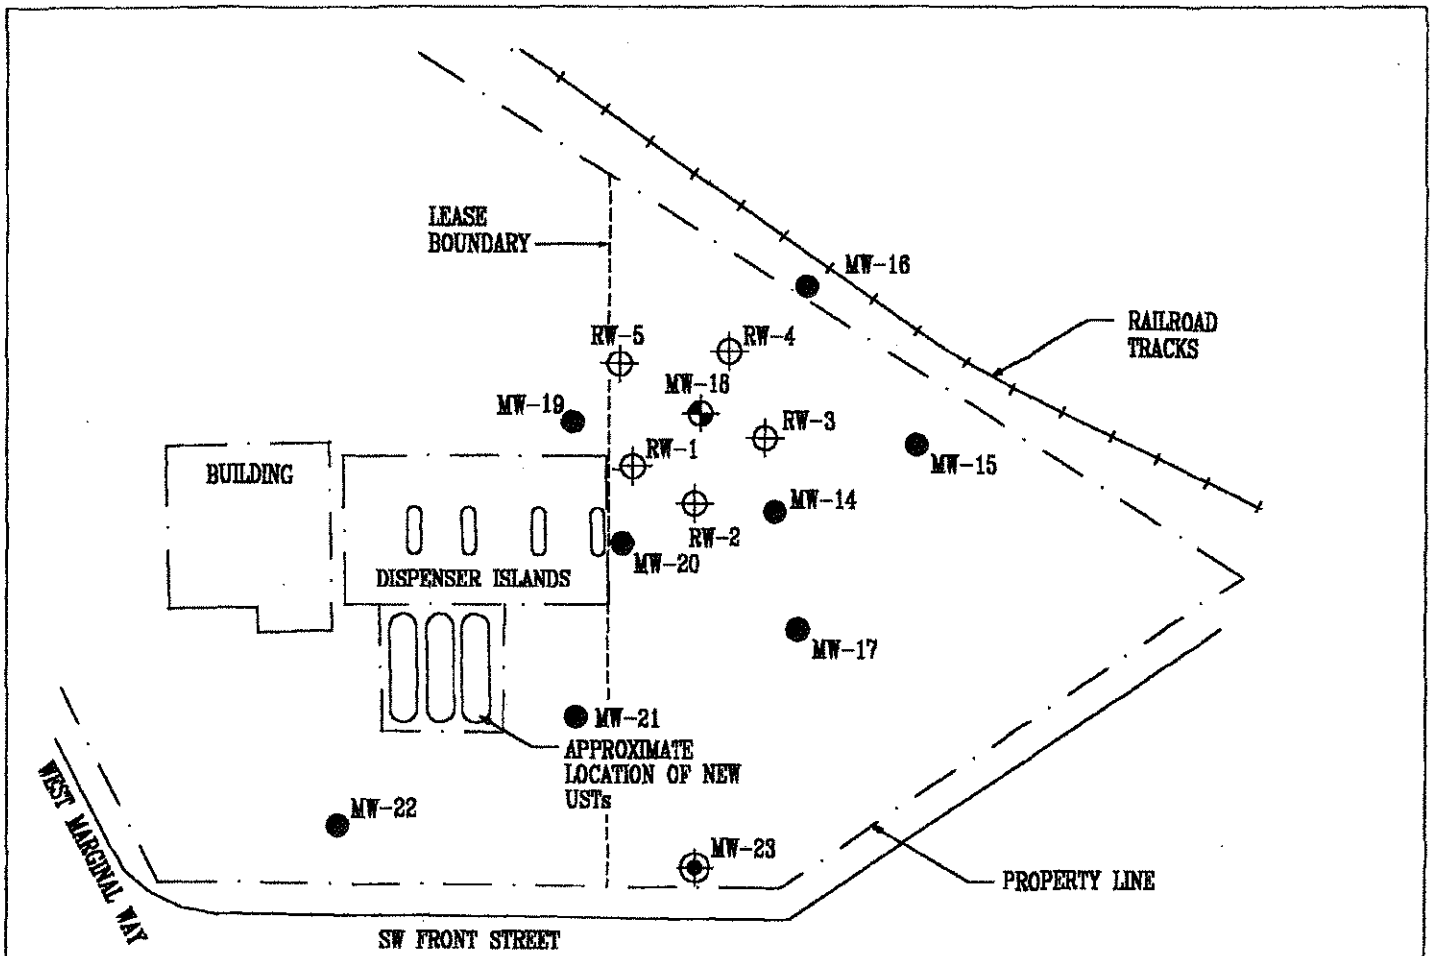 LEASE
BOUNDARY
MW-16
RAILROAD
TRACKS
RW-5
RW-4
MW-18
MW-19
RW-3
RW-1
MW-15
BUILDING
MW-14
RW-2
MW-20
DISPENSER ISLANDS
MW-17
MW-21
APPROXIMATE
LOCATION OF NEW
USTs
WEST MARGINAL WAY
MW-22
MW-23
PROPERTY LINE
SW FRONT STREET